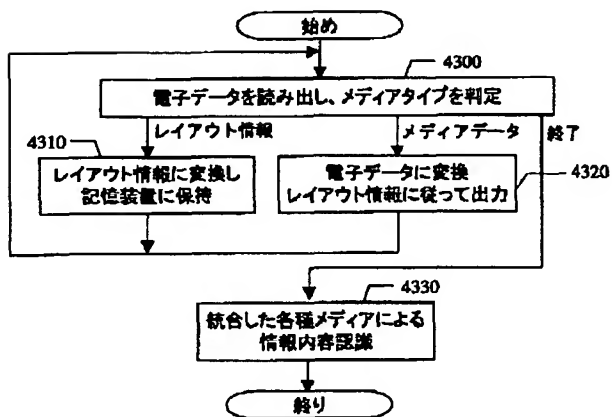 始め
4300
電子データを読み出し、メディアタイプを判定
レイアウト情報
メディアデータ
終了
4310
レイアウト情報に変換し
記位装置に保持
電子データに変換
レイアウト情報に従って出力
4320
4330
統合した各種メディアによる
情報内容認識
終り